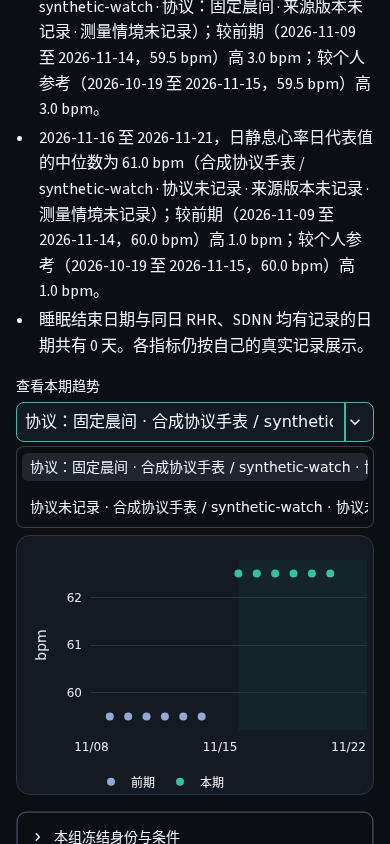 synthetic-watch · 协议：固定晨间 · 来源版本未
记录 · 测量情境未记录）；较前期（2026-11-09
至 2026-11-14，59.5 bpm）高 3.0 bpm；较个人
参考（2026-10-19 至 2026-11-15，59.5 bpm）高
3.0 bpm。
2026-11-16 至 2026-11-21，日静息心率日代表值
的中位数为 61.0 bpm（合成协议手表 /
synthetic-watch · 协议未记录 · 来源版本未记录 ·
测量情境未记录）；较前期（2026-11-09 至
2026-11-14，60.0 bpm）高 1.0 bpm；较个人参
考（2026-10-19 至 2026-11-15，60.0 bpm）高
1.0 bpm。
睡眠结束日期与同日 RHR、SDNN 均有记录的日
期共有 0 天。各指标仍按自己的真实记录展示。
查看本期趋势
协议：固定晨间 · 合成协议手表 / synthetic
协议：固定晨间 · 合成协议手表 / synthetic-watch ·
协议未记录 · 合成协议手表 / synthetic-watch · 协议
bpm
62
61
60
11/08 11/15 11/22
前期 本期
本组冻结身份与条件